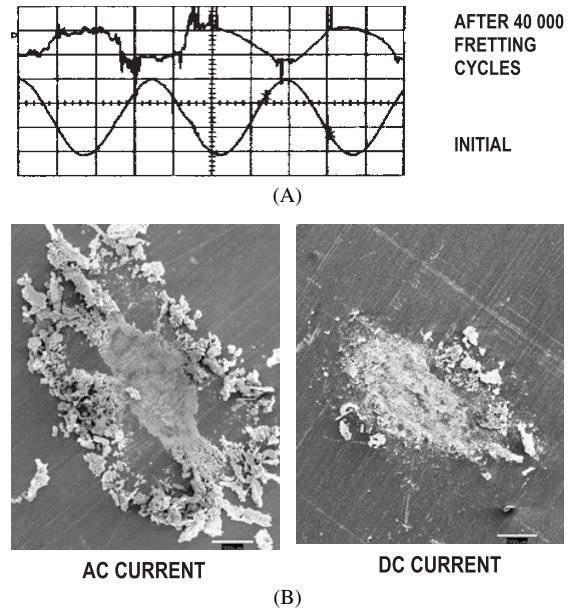 AFTER 40 000
FRETTING
CYCLES
INITIAL
(A)
AC CURRENT
DC CURRENT
(B)